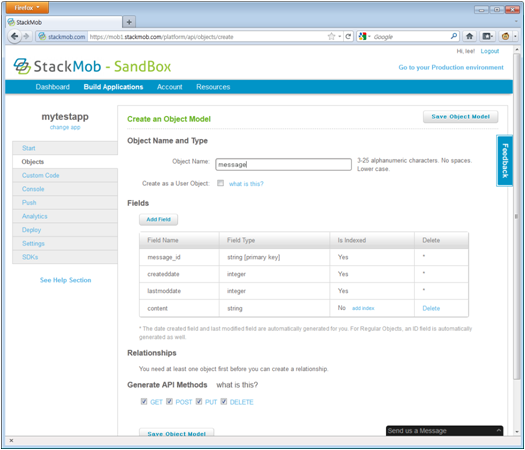 Firefox
StackMob
stackmob.com https://mob1.stackmob.com/platform/api/objects/create
Google
Hi, lee! Logout
StackMob - SandBox
Go to your Production environment
Dashboard Build Applications Account Resources
mytestapp
change app
Start
Objects
Custom Code
Console
Push
Analytics
Deploy
Settings
SDKs
See Help Section
Create an Object Model
Save Object Model
Object Name and Type
Object Name: message
3-25 alphanumeric characters. No spaces.
Lower case.
Create as a User Object: what is this?
Feedback
Fields
Add Field
Field Name Field Type Is Indexed Delete
message_id string [primary key] Yes *
createddate integer Yes *
lastmoddate integer Yes *
content string No add index Delete
* The date created field and last modified field are automatically generated for you. For Regular Objects, an ID field is automatically
generated as well.
Relationships
You need at least one object first before you can create a relationship.
Generate API Methods what is this?
GET POST PUT DELETE
Save Object Model
Send us a Message